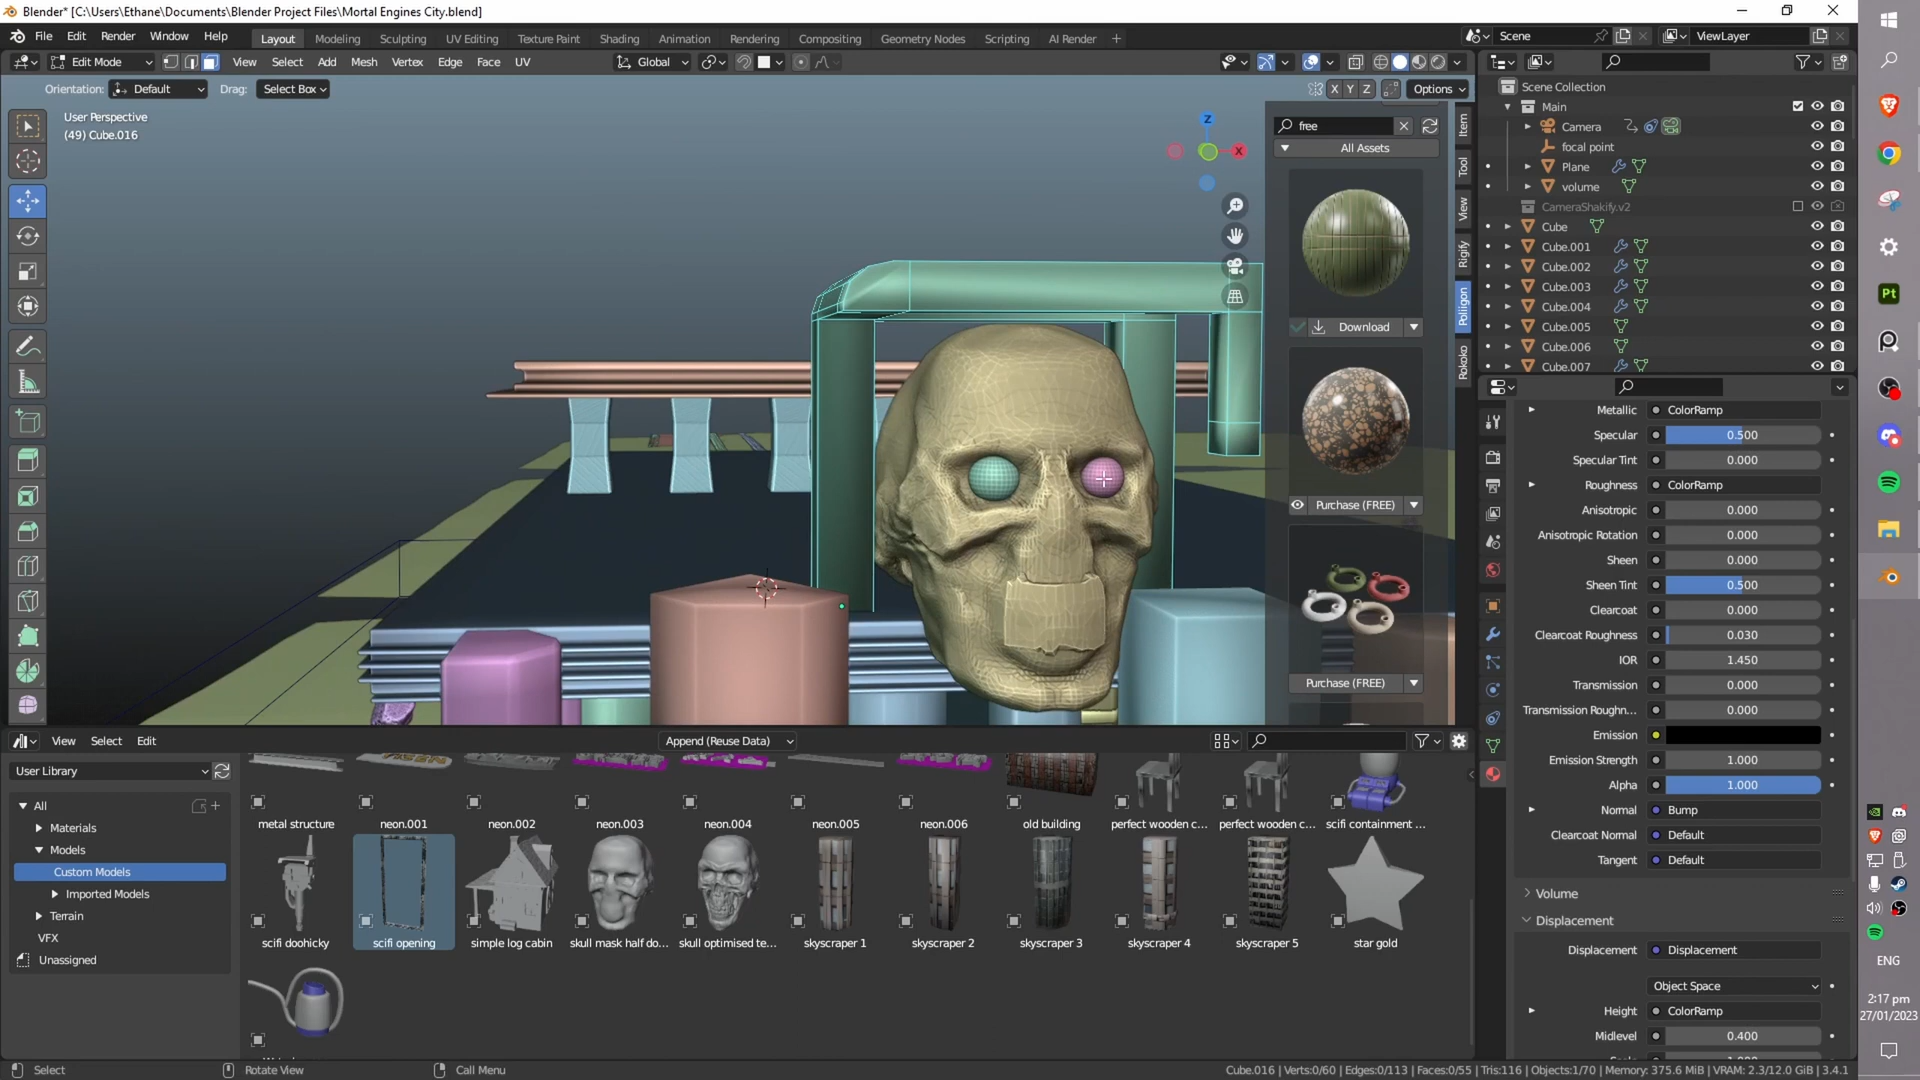 Blender* [C:\Users\Ethane\Documents\Blender Project Files\Mortal Engines City.blend]
File Edit Render Window Help Layout Modeling Sculpting UV Editing Texture Paint Shading Animation Rendering Compositing Geometry Nodes Scripting AI Render + Scene ViewLayer
Edit Mode View Select Add Mesh Vertex Edge Face UV Global
Orientation: Default Drag: Select Box X Y Z Options
User Perspective
(49) Cube.016
Z
X
free
All Assets
Download
Purchase (FREE)
Purchase (FREE)
Item
Tool
View
Rigify
Poliigon
Rokoko
Scene Collection
Main
Camera
focal point
Plane
volume
CameraShakify.v2
Cube
Cube.001
Cube.002
Cube.003
Cube.004
Cube.005
Cube.006
Cube.007
Metallic ColorRamp
Specular 0.500
Specular Tint 0.000
Roughness ColorRamp
Anisotropic 0.000
Anisotropic Rotation 0.000
Sheen 0.000
Sheen Tint 0.500
Clearcoat 0.000
Clearcoat Roughness 0.030
IOR 1.450
Transmission 0.000
Transmission Roughn... 0.000
Emission
Emission Strength 1.000
Alpha 1.000
Normal Bump
Clearcoat Normal Default
Tangent Default
Volume
Displacement
Displacement Displacement
Object Space
Height ColorRamp
Midlevel 0.400
View Select Edit Append (Reuse Data)
User Library
All
Materials
Models
Custom Models
Imported Models
Terrain
VFX
Unassigned
metal structure neon.001 neon.002 neon.003 neon.004 neon.005 neon.006 old building perfect wooden c... perfect wooden c... scifi containment ...
scifi doohicky scifi opening simple log cabin skull mask half do... skull optimised te... skyscraper 1 skyscraper 2 skyscraper 3 skyscraper 4 skyscraper 5 star gold
Select Rotate View Call Menu
Cube.016 | Verts:0/60 | Edges:0/113 | Faces:0/55 | Tris:116 | Objects:1/70 | Memory: 375.6 MiB | VRAM: 2.3/12.0 GiB | 3.4.1
Pt
ENG
2:17 pm
27/01/2023